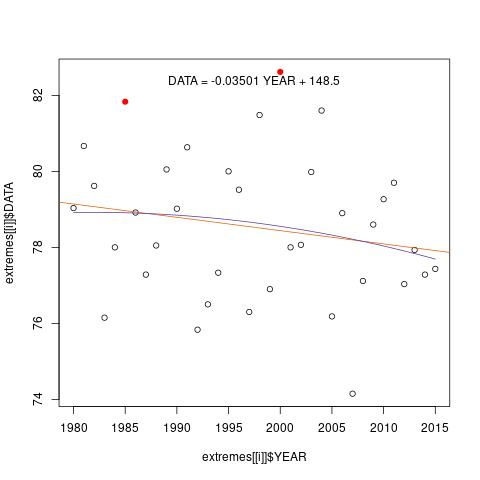 DATA = -0.03501 YEAR + 148.5
82
80
78
76
74
extremes[[i]]$DATA
1980 1985 1990 1995 2000 2005 2010 2015
extremes[[i]]$YEAR